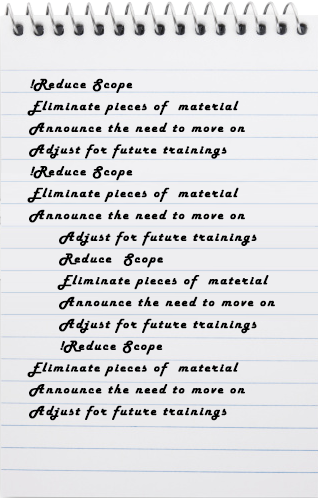 !Reduce Scope
Eliminate pieces of  material
Announce the need to move on
Adjust for future trainings
!Reduce Scope
Eliminate pieces of  material
Announce the need to move on
Adjust for future trainings
Reduce  Scope
Eliminate pieces of  material
Announce the need to move on
Adjust for future trainings
!Reduce Scope
Eliminate pieces of  material
Announce the need to move on
Adjust for future trainings